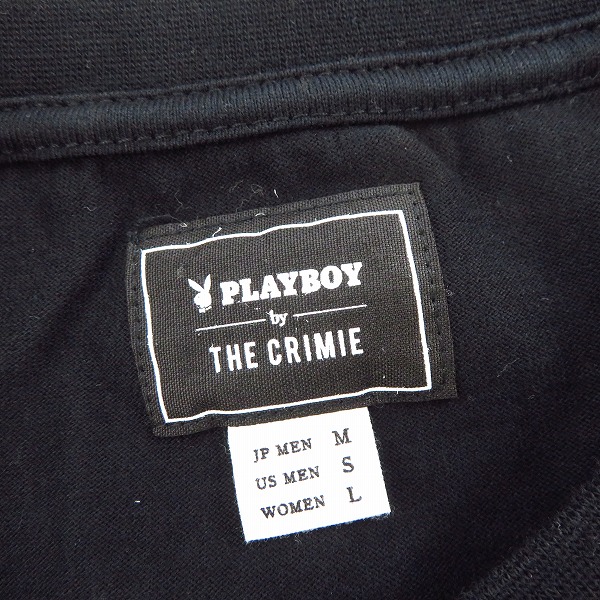 PLAYBOY
by
THE CRIMIE
JP MEN M
US MEN S
WOMEN L